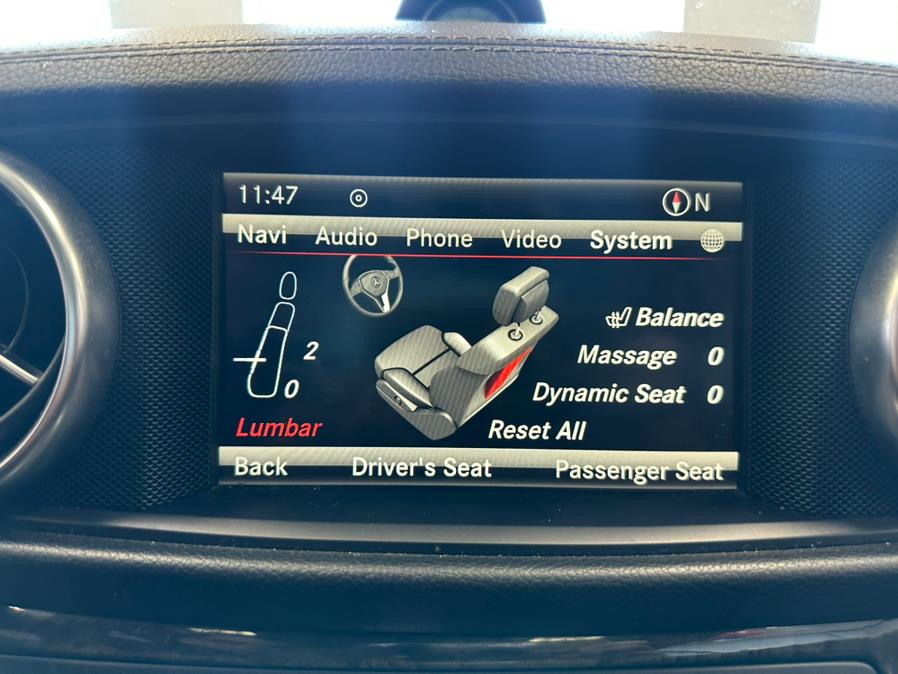 11:47 N
Navi Audio Phone Video System
Balance
2
Massage 0
0
Dynamic Seat 0
Lumbar
Reset All
Back Driver's Seat Passenger Seat